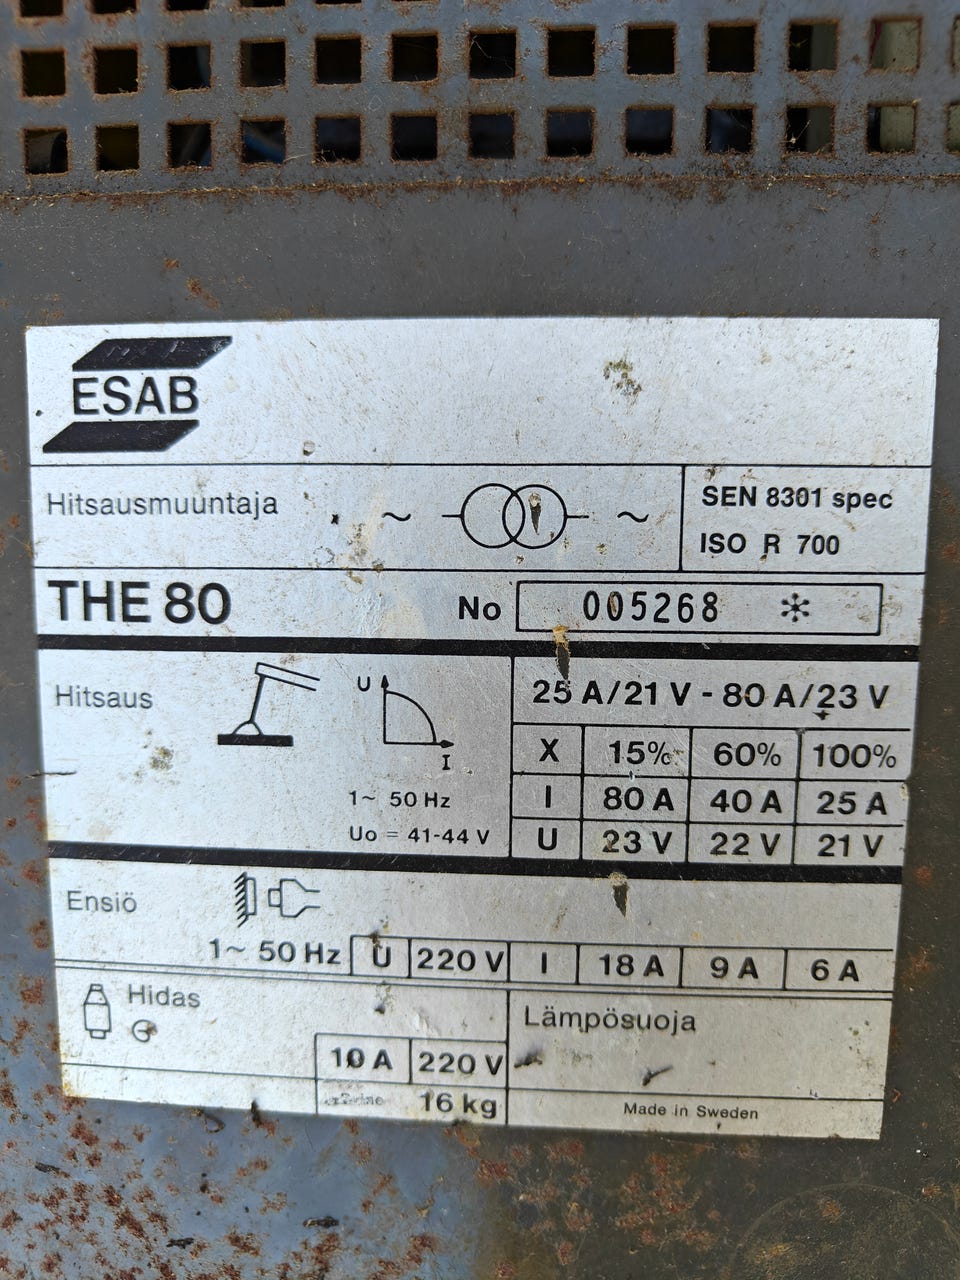 ESAB
Hitsausmuuntaja ~ ~
SEN 8301 spec
ISO R 700
THE 80 No 005268 *
Hitsaus U I
1~ 50 Hz
Uo = 41-44 V
25 A/21 V - 80 A/23 V
X 15% 60% 100%
I 80 A 40 A 25 A
U 23 V 22 V 21 V
Ensiö
1~ 50 Hz U 220 V I 18 A 9 A 6 A
Hidas
10 A 220 V
16 kg
Lämpösuoja
Made in Sweden